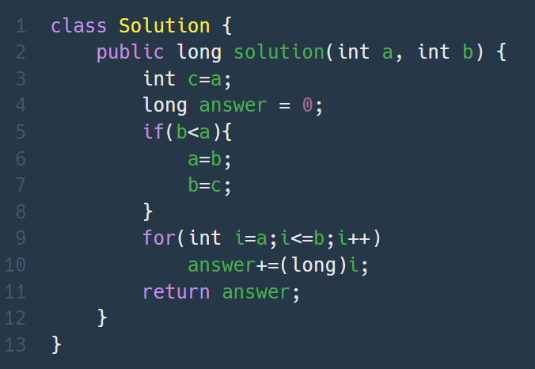 1 class Solution {
2     public long solution(int a, int b) {
3         int c=a;
4         long answer = 0;
5         if(b<a){
6             a=b;
7             b=c;
8         }
9         for(int i=a;i<=b;i++)
10             answer+=(long)i;
11         return answer;
12     }
13 }